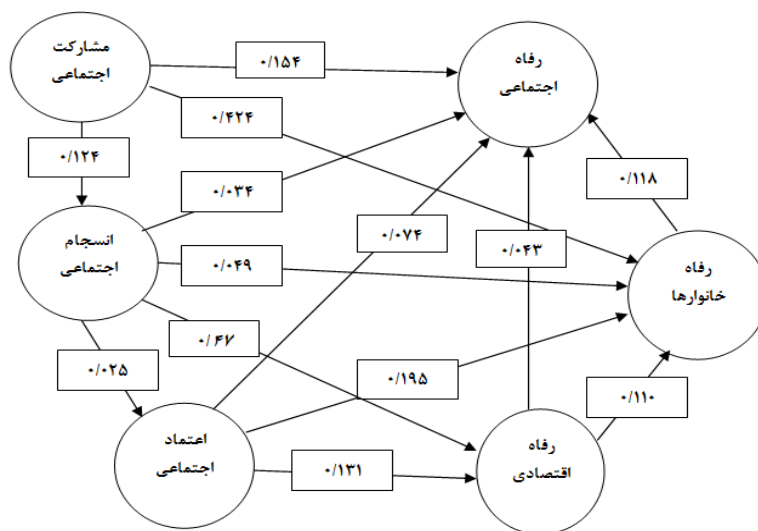 مشارکت
اجتماعی
رفاه
اجتماعی
۰/۱۵۴
۰/۴۲۴
۰/۱۲۴
۰/۰۳۴
۰/۱۱۸
انسجام
اجتماعی
۰/۰۷۴
۰/۰۴۳
۰/۰۴۹
رفاه
خانوارها
۰/۴۷
۰/۰۲۵
۰/۱۹۵
۰/۱۱۰
اعتماد
اجتماعی
۰/۱۳۱
رفاه
اقتصادی